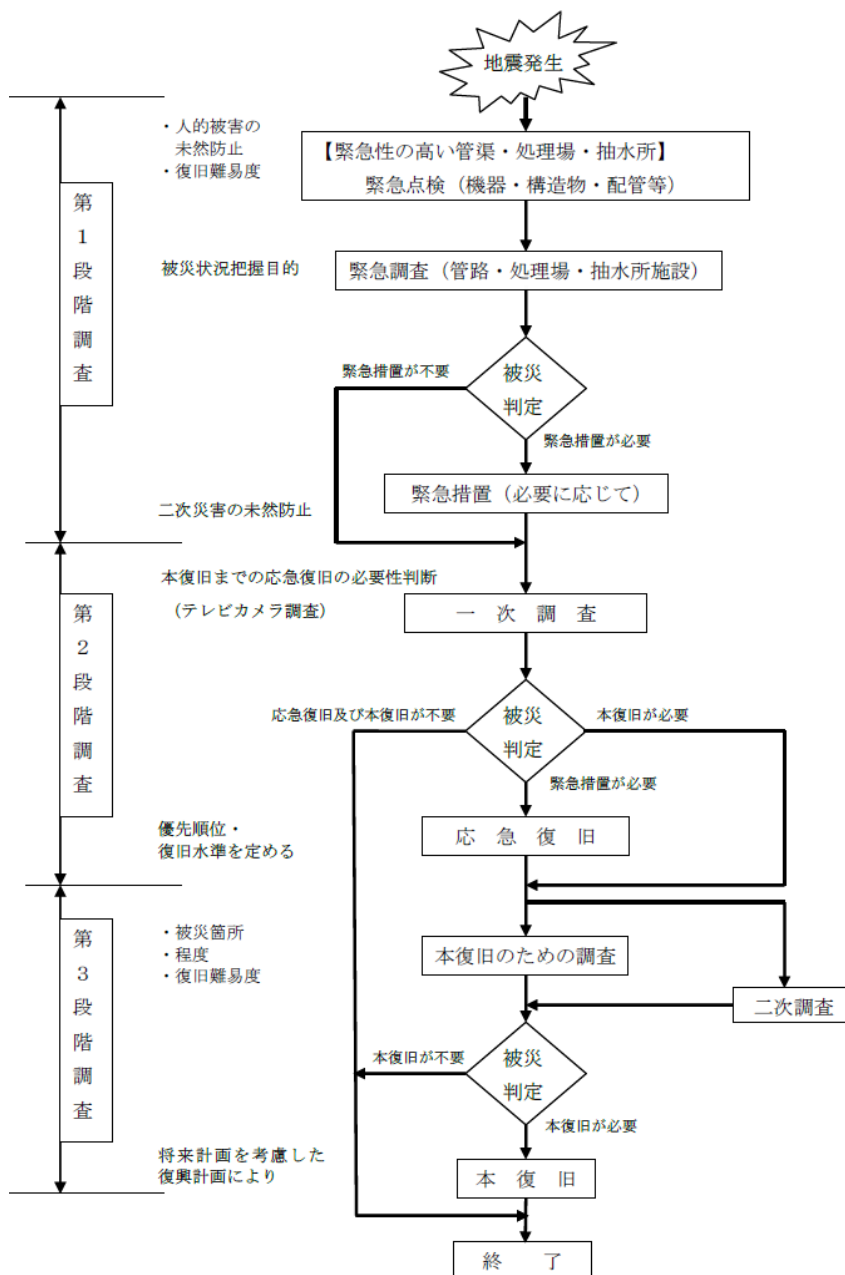 地震発生
・人的被害の
未然防止
・復旧難易度
【緊急性の高い管渠・処理場・抽水所】
緊急点検（機器・構造物・配管等）
第1段階調査
被災状況把握目的
緊急調査（管路・処理場・抽水所施設）
被災
判定
緊急措置が不要
緊急措置が必要
緊急措置（必要に応じて）
二次災害の未然防止
本復旧までの応急復旧の必要性判断
（テレビカメラ調査）
一次調査
第2段階調査
被災
判定
応急復旧及び本復旧が不要
本復旧が必要
緊急措置が必要
応急復旧
優先順位・
復旧水準を定める
第3段階調査
・被災箇所
・程度
・復旧難易度
本復旧のための調査
二次調査
被災
判定
本復旧が不要
本復旧が必要
将来計画を考慮した
復興計画により
本復旧
終了